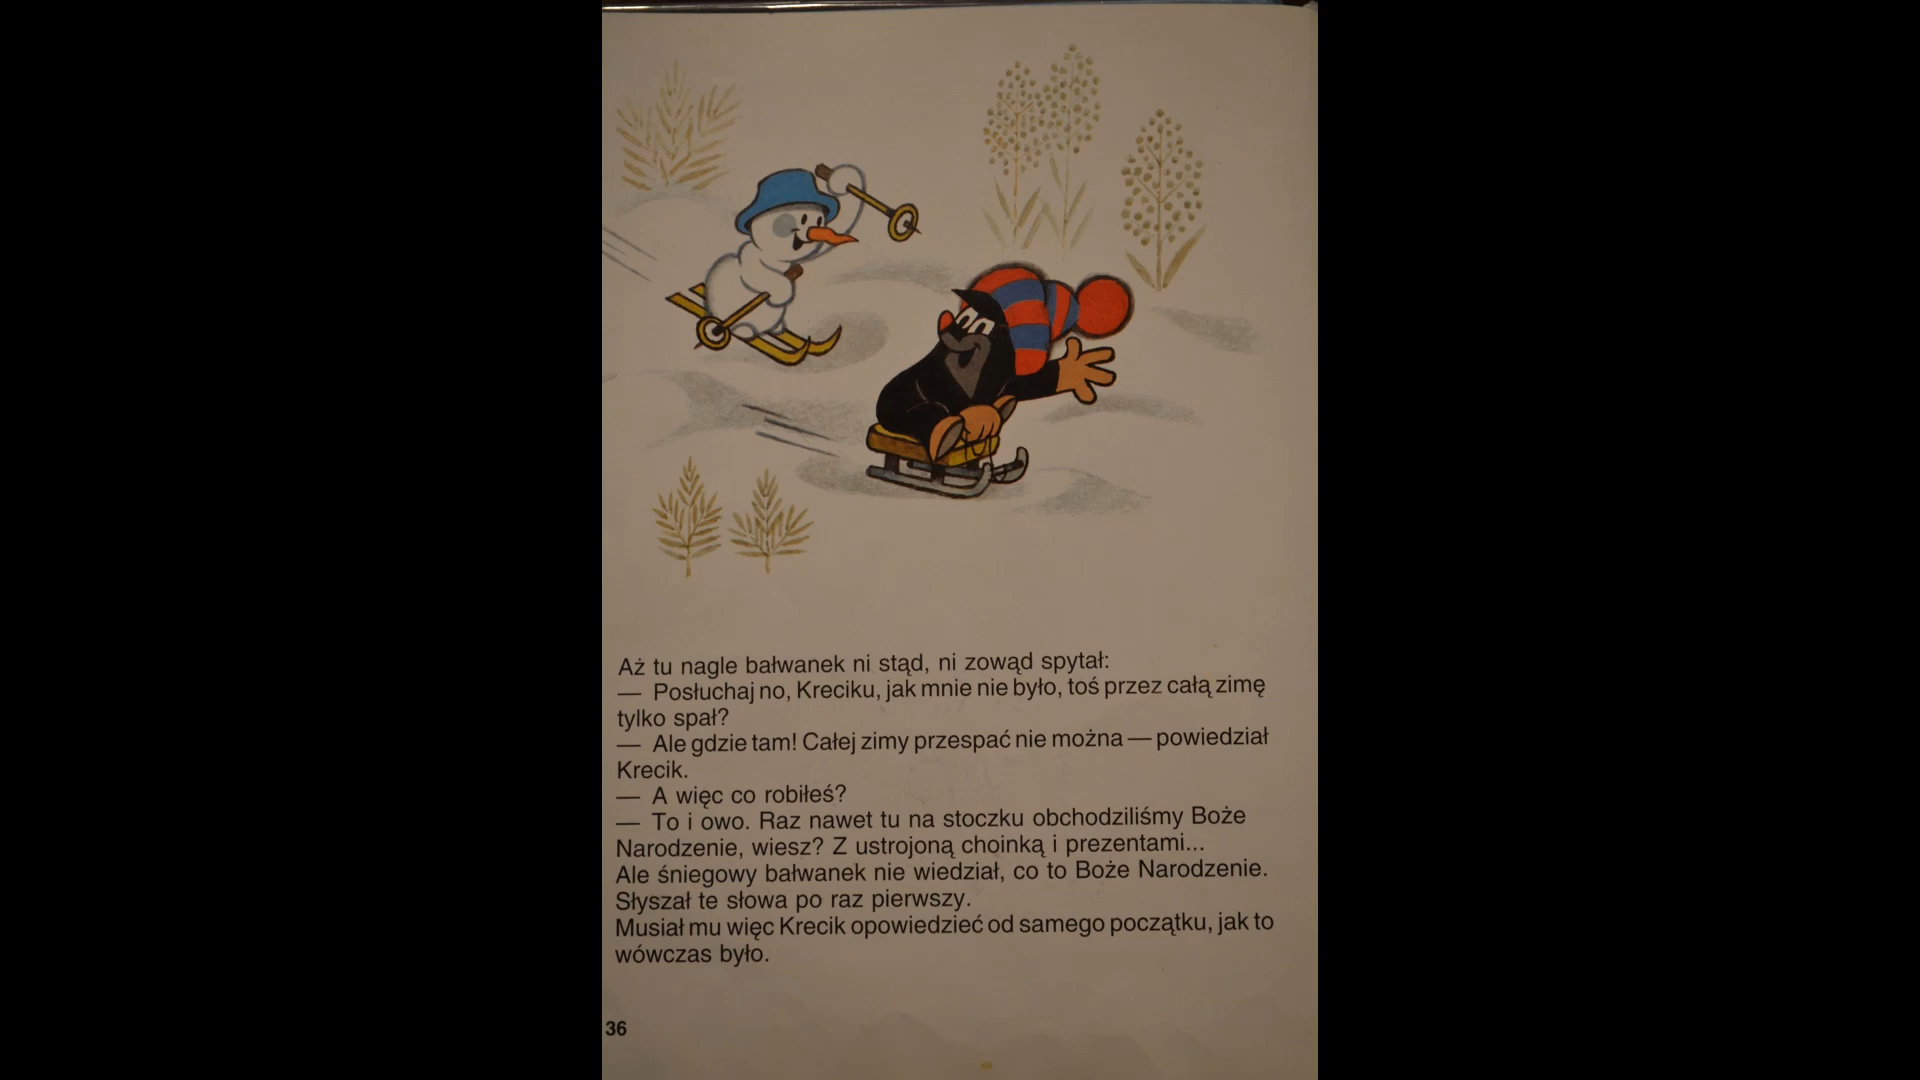 Aż tu nagle bałwanek ni stąd, ni zowąd spytał:
— Posłuchaj no, Kreciku, jak mnie nie było, toś przez całą zimę
tylko spał?
— Ale gdzie tam! Całej zimy przespać nie można — powiedział
Krecik.
— A więc co robiłeś?
— To i owo. Raz nawet tu na stoczku obchodziliśmy Boże
Narodzenie, wiesz? Z ustrojoną choinką i prezentami...
Ale śniegowy bałwanek nie wiedział, co to Boże Narodzenie.
Słyszał te słowa po raz pierwszy.
Musiał mu więc Krecik opowiedzieć od samego początku, jak to
wówczas było.
36